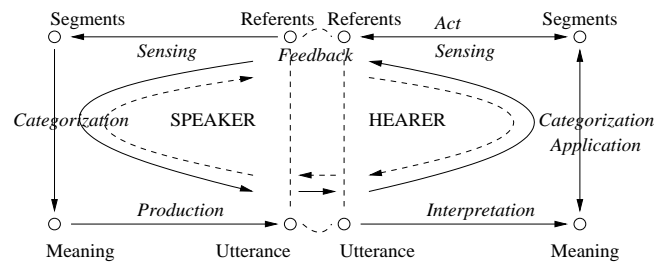 Segments Referents Referents Segments
Act
Sensing Feedback Sensing
Categorization SPEAKER HEARER Categorization
Application
Production Interpretation
Meaning Utterance Utterance Meaning